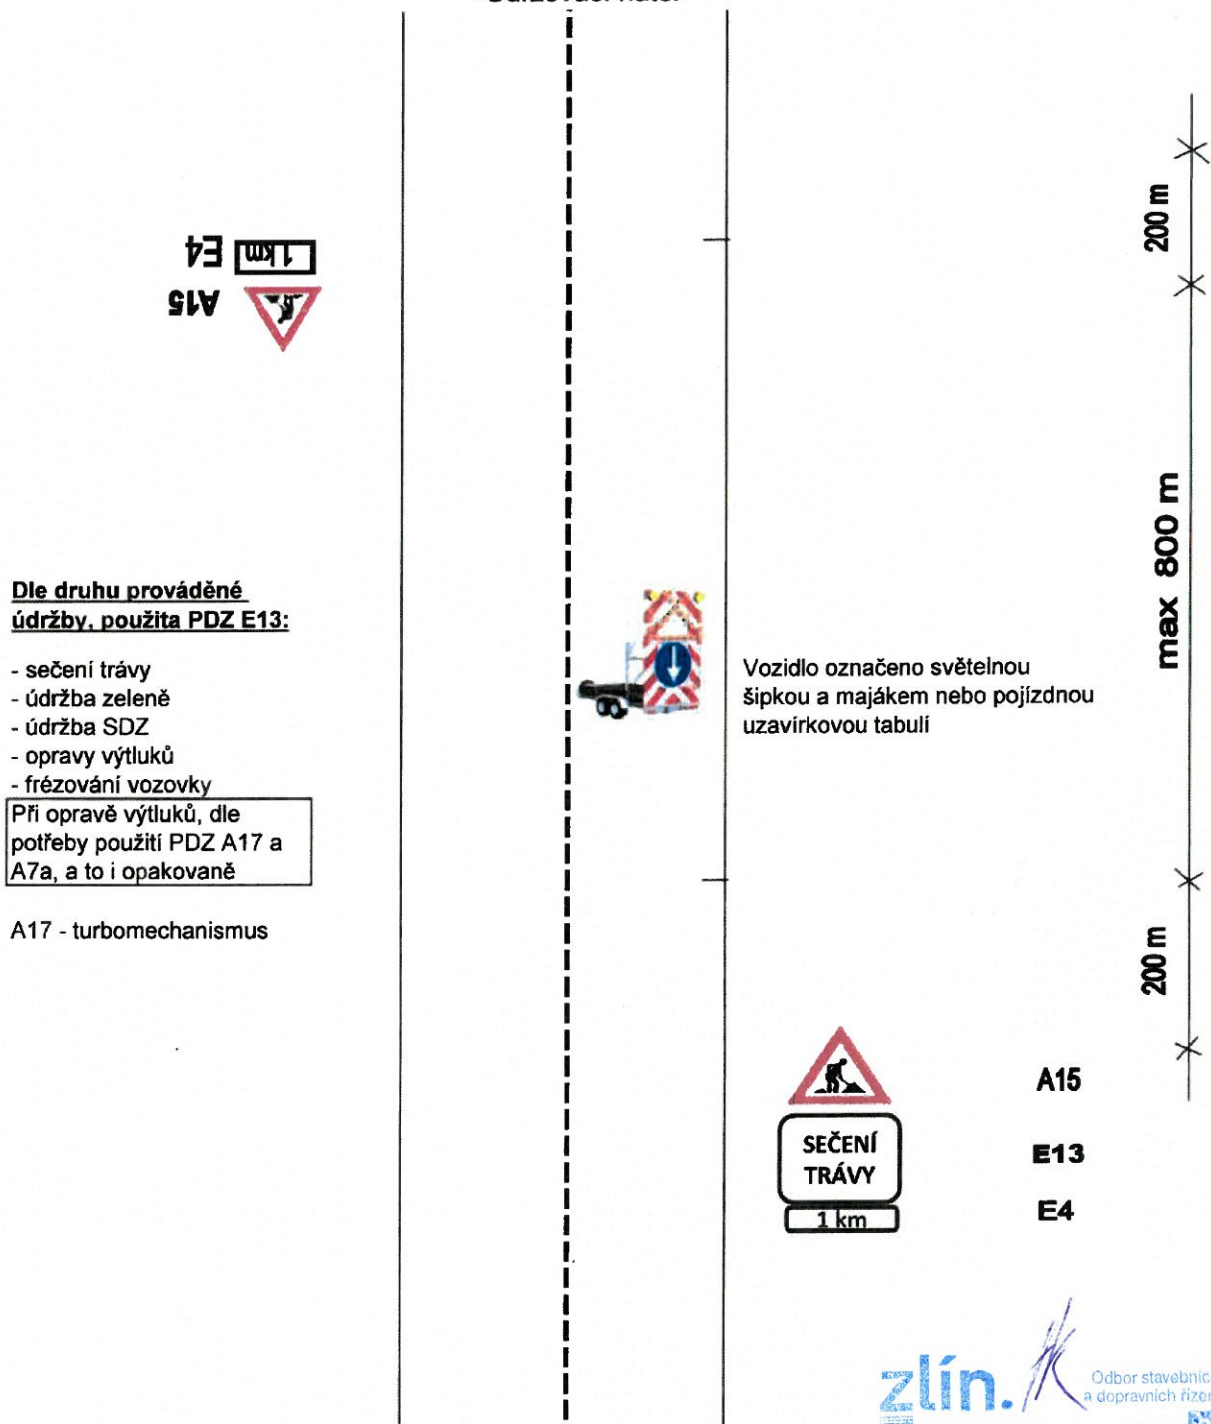 200 m
1 km E4
A15
max 800 m
Dle druhu prováděné
údržby, použita PDZ E13:
- sečení trávy
- údržba zeleně
- údržba SDZ
- opravy výtluků
- frézování vozovky
Při opravě výtluků, dle
potřeby použití PDZ A17 a
A7a, a to i opakovaně
A17 - turbomechanismus
Vozidlo označeno světelnou
šipkou a majákem nebo pojízdnou
uzavírkovou tabulí
200 m
A15
SEČENÍ
TRÁVY
E13
1 km
E4
zlín.
Odbor stavebníc
a dopravních řízen